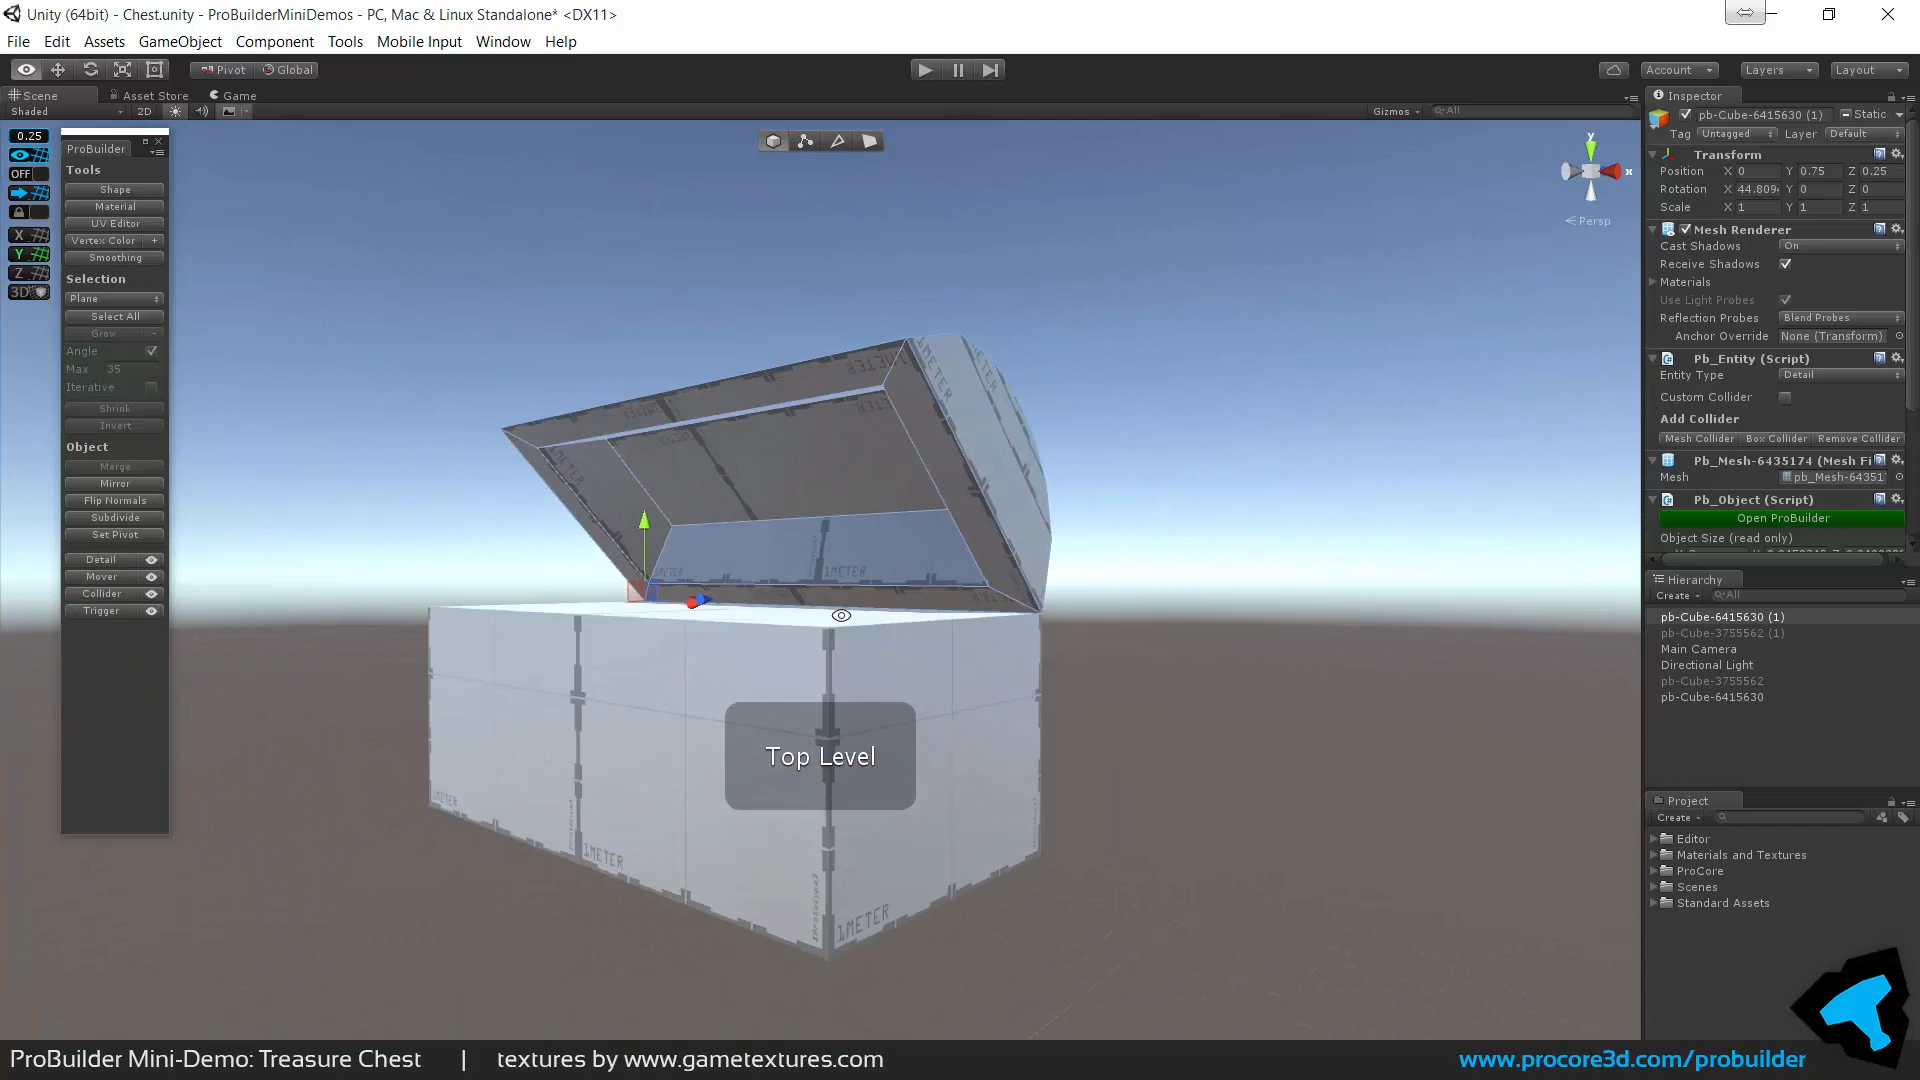 Unity (64bit) - Chest.unity - ProBuilderMiniDemos - PC, Mac & Linux Standalone* <DX11>
File Edit Assets GameObject Component Tools Mobile Input Window Help
Pivot Global Account Layers Layout
Scene Asset Store Game
Shaded 2D Gizmos All
0.25
OFF
X
Y
Z
3D
ProBuilder
Tools
Shape
Material
UV Editor
Vertex Color +
Smoothing
Selection
Plane
Select All
Grow -
Angle
Max 35
Iterative
Shrink
Invert
Object
Merge
Mirror
Flip Normals
Subdivide
Set Pivot
Detail
Mover
Collider
Trigger
y
x
Persp
1METER
1METER
1METER
1METER
1METER
Top Level
Inspector
pb-Cube-6415630 (1) Static
Tag Untagged Layer Default
Transform
Position X 0 Y 0.75 Z 0.25
Rotation X 44.809 Y 0 Z 0
Scale X 1 Y 1 Z 1
Mesh Renderer
Cast Shadows On
Receive Shadows
Materials
Use Light Probes
Reflection Probes Blend Probes
Anchor Override None (Transform)
Pb_Entity (Script)
Entity Type Detail
Custom Collider
Add Collider
Mesh Collider Box Collider Remove Collider
Pb_Mesh-6435174 (Mesh Fi
Mesh pb_Mesh-64351
Pb_Object (Script)
Open ProBuilder
Object Size (read only)
Hierarchy
Create All
pb-Cube-6415630 (1)
pb-Cube-3755562 (1)
Main Camera
Directional Light
pb-Cube-3755562
pb-Cube-6415630
Project
Create
Editor
Materials and Textures
ProCore
Scenes
Standard Assets
ProBuilder Mini-Demo: Treasure Chest | textures by www.gametextures.com
www.procore3d.com/probuilder